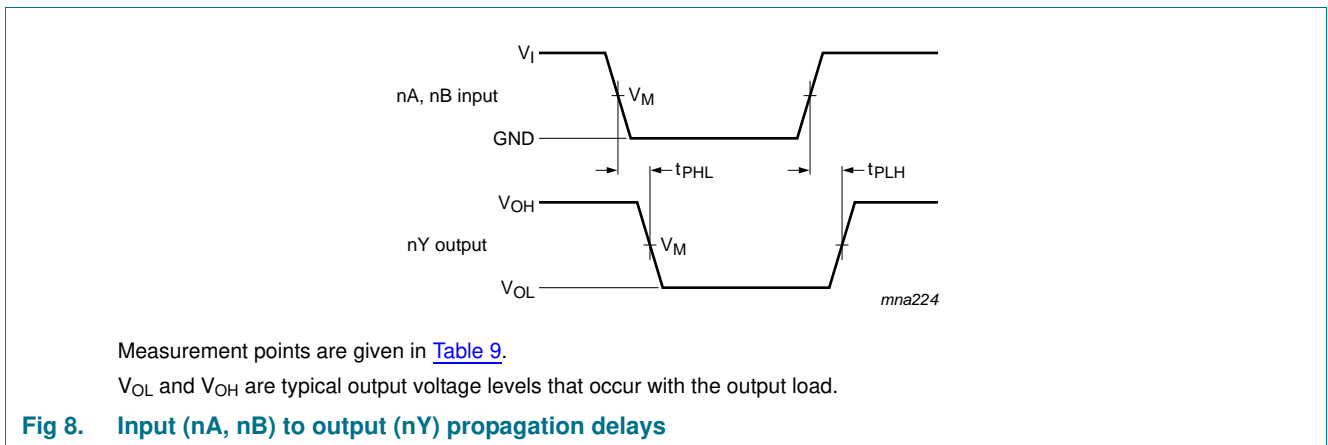 VI
nA, nB input
VM
GND
tPHL
tPLH
VOH
nY output
VM
VOL
mna224
Measurement points are given in Table 9.
VOL and VOH are typical output voltage levels that occur with the output load.
Fig 8. Input (nA, nB) to output (nY) propagation delays